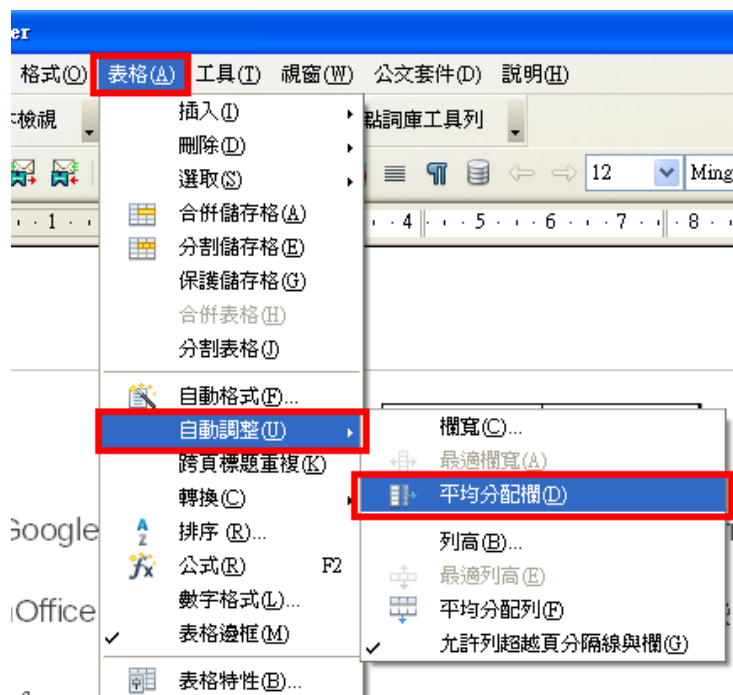 er
格式(O) 表格(A) 工具(T) 視窗(W) 公文套件(D) 說明(H)
檢視
點詞庫工具列
12
Ming
1 4 5 6 7 8
插入(I)
刪除(D)
選取(S)
合併儲存格(A)
分割儲存格(E)
保護儲存格(G)
合併表格(H)
分割表格(J)
自動格式(F)...
自動調整(U)
跨頁標題重複(K)
轉換(C)
排序 (R)...
公式(R) F2
數字格式(L)...
表格邊框(M)
表格特性(B)...
欄寬(C)...
最適欄寬(A)
平均分配欄(D)
列高(B)...
最適列高(E)
平均分配列(F)
允許列超越頁分隔線與欄(G)
Google
Office